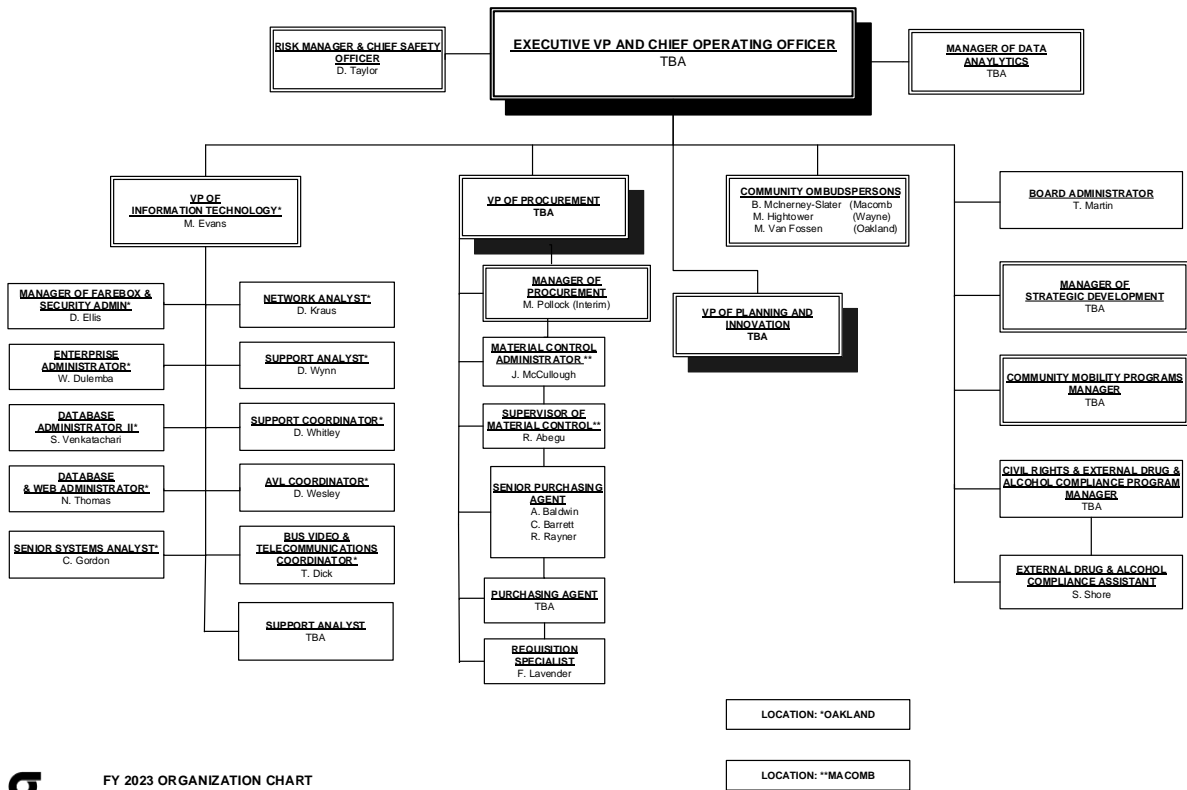 RISK MANAGER & CHIEF SAFETY
OFFICER
D. Taylor
EXECUTIVE VP AND CHIEF OPERATING OFFICER
TBA
MANAGER OF DATA
ANAYLYTICS
TBA
VP OF
INFORMATION TECHNOLOGY*
M. Evans
VP OF PROCUREMENT
TBA
COMMUNITY OMBUDSPERSONS
B. McInerney-Slater (Macomb
M. Hightower (Wayne)
M. Van Fossen (Oakland)
BOARD ADMINISTRATOR
T. Martin
MANAGER OF FAREBOX &
SECURITY ADMIN*
D. Ellis
NETWORK ANALYST*
D. Kraus
MANAGER OF
PROCUREMENT
M. Pollock (Interim)
VP OF PLANNING AND
INNOVATION
TBA
MANAGER OF
STRATEGIC DEVELOPMENT
TBA
ENTERPRISE
ADMINISTRATOR*
W. Dulemba
SUPPORT ANALYST*
D. Wynn
MATERIAL CONTROL
ADMINISTRATOR **
J. McCullough
COMMUNITY MOBILITY PROGRAMS
MANAGER
TBA
DATABASE
ADMINISTRATOR II*
S. Venkatachari
SUPPORT COORDINATOR*
D. Whitley
SUPERVISOR OF
MATERIAL CONTROL**
R. Abegu
DATABASE
& WEB ADMINISTRATOR*
N. Thomas
AVL COORDINATOR*
D. Wesley
SENIOR PURCHASING
AGENT
A. Baldwin
C. Barrett
R. Rayner
CIVIL RIGHTS & EXTERNAL DRUG &
ALCOHOL COMPLIANCE PROGRAM
MANAGER
TBA
SENIOR SYSTEMS ANALYST*
C. Gordon
BUS VIDEO &
TELECOMMUNICATIONS
COORDINATOR*
T. Dick
PURCHASING AGENT
TBA
EXTERNAL DRUG & ALCOHOL
COMPLIANCE ASSISTANT
S. Shore
SUPPORT ANALYST
TBA
REQUISITION
SPECIALIST
F. Lavender
LOCATION: *OAKLAND
LOCATION: **MACOMB
FY 2023 ORGANIZATION CHART